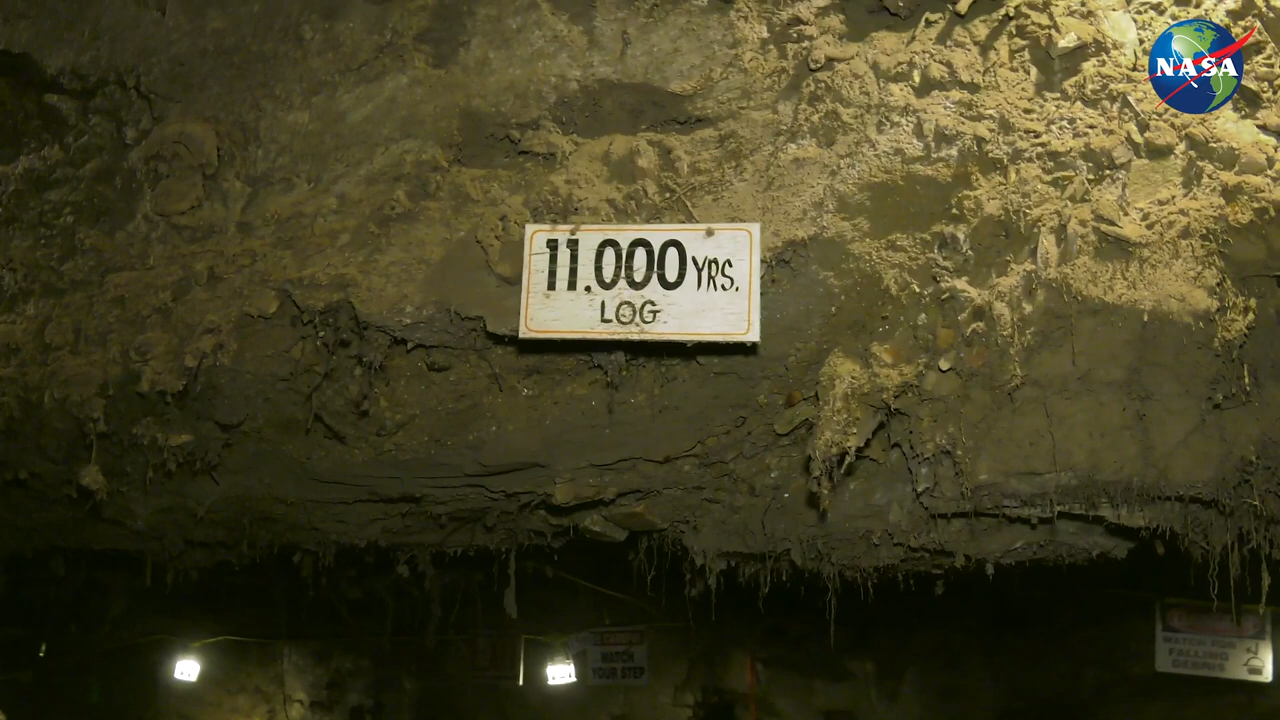 NASA
11,000 YRS.
LOG
WATCH
YOUR STEP
WATCH FOR
FALLING
DEBRIS